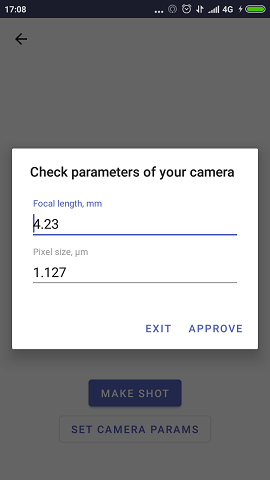 17:08
... 4G
Check parameters of your camera
Focal length, mm
4.23
Pixel size, µm
1.127
EXIT APPROVE
MAKE SHOT
SET CAMERA PARAMS